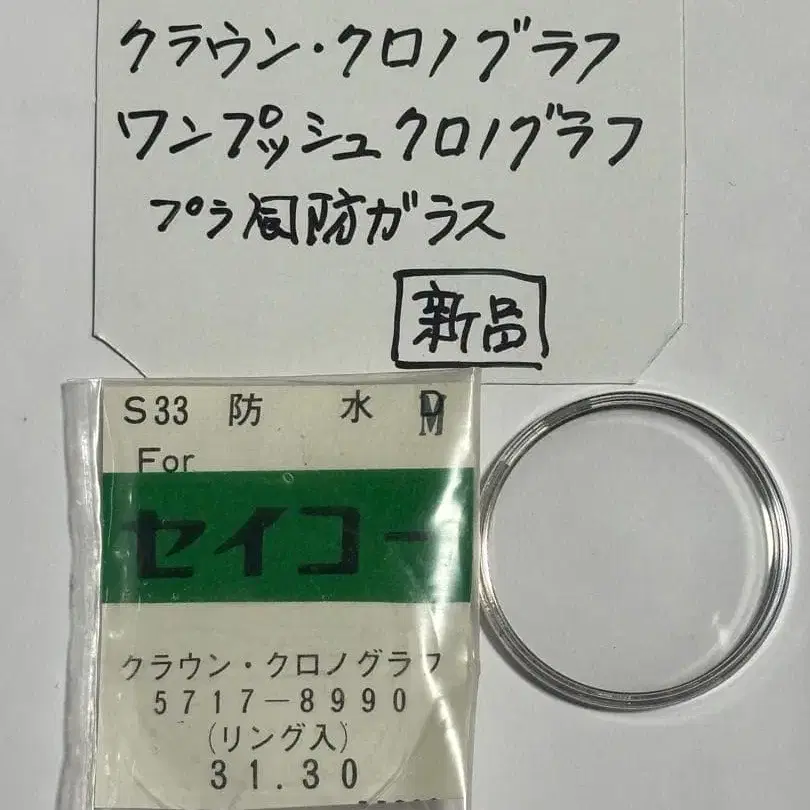 クラウン・クロノグラフ
ワンプッシュクロノグラフ
プラ風防ガラス
新品
S33 防 水
For
セイコー
クラウン・クロノグラフ
5717-8990
(リング入)
31.30